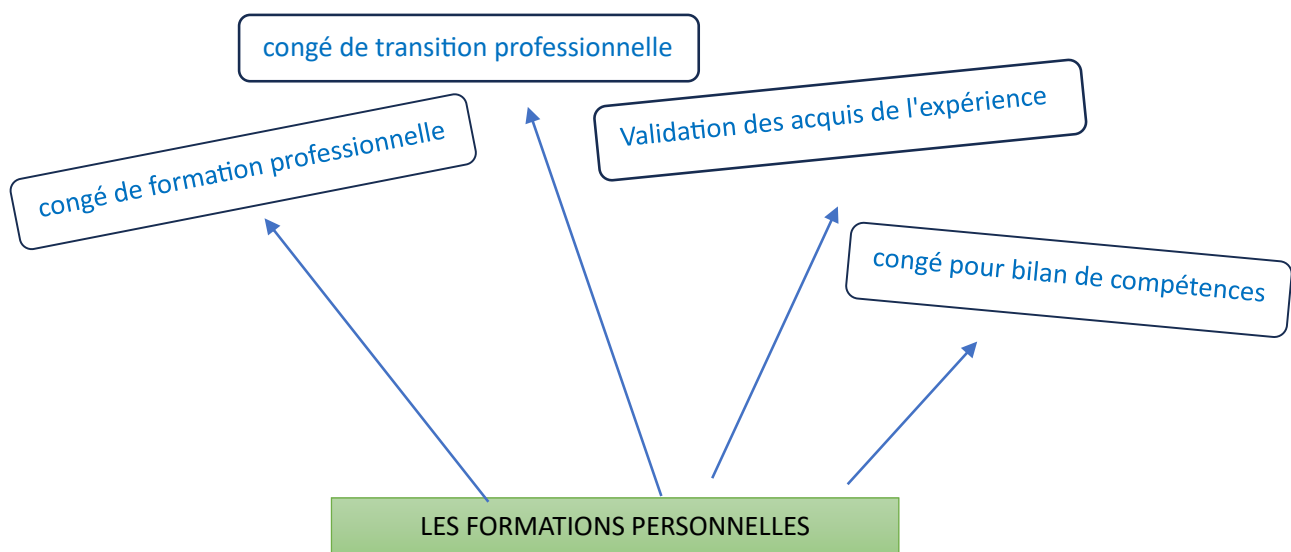 congé de transition professionnelle
Validation des acquis de l'expérience
congé de formation professionnelle
congé pour bilan de compétences
LES FORMATIONS PERSONNELLES